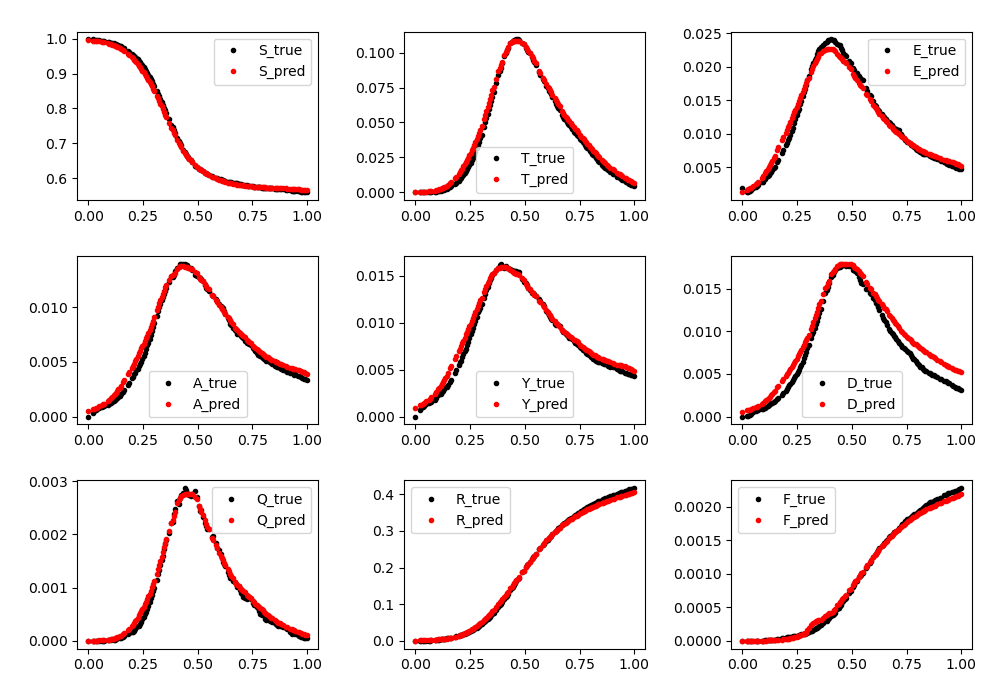 1.0
0.9
0.8
0.7
0.6
S_true
S_pred
0.00 0.25 0.50 0.75 1.00
0.100
0.075
0.050
0.025
0.000
T_true
T_pred
0.00 0.25 0.50 0.75 1.00
0.025
0.020
0.015
0.010
0.005
E_true
E_pred
0.00 0.25 0.50 0.75 1.00
0.010
0.005
0.000
A_true
A_pred
0.00 0.25 0.50 0.75 1.00
0.015
0.010
0.005
0.000
Y_true
Y_pred
0.00 0.25 0.50 0.75 1.00
0.015
0.010
0.005
0.000
D_true
D_pred
0.00 0.25 0.50 0.75 1.00
0.003
0.002
0.001
0.000
Q_true
Q_pred
0.00 0.25 0.50 0.75 1.00
0.4
0.3
0.2
0.1
0.0
R_true
R_pred
0.00 0.25 0.50 0.75 1.00
0.0020
0.0015
0.0010
0.0005
0.0000
F_true
F_pred
0.00 0.25 0.50 0.75 1.00